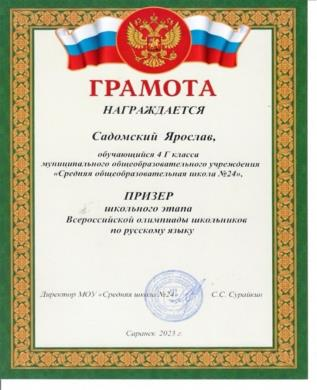 ГРАМОТА
НАГРАЖДАЕТСЯ
Садомский Ярослав,
обучающийся 4 Г класса
муниципального общеобразовательного учреждения
«Средняя общеобразовательная школа №24»,
ПРИЗЕР
школьного этапа
Всероссийской олимпиады школьников
по русскому языку
Директор МОУ «Средняя школа №24» С.С. Сурайкин
Саранск 2023 г.